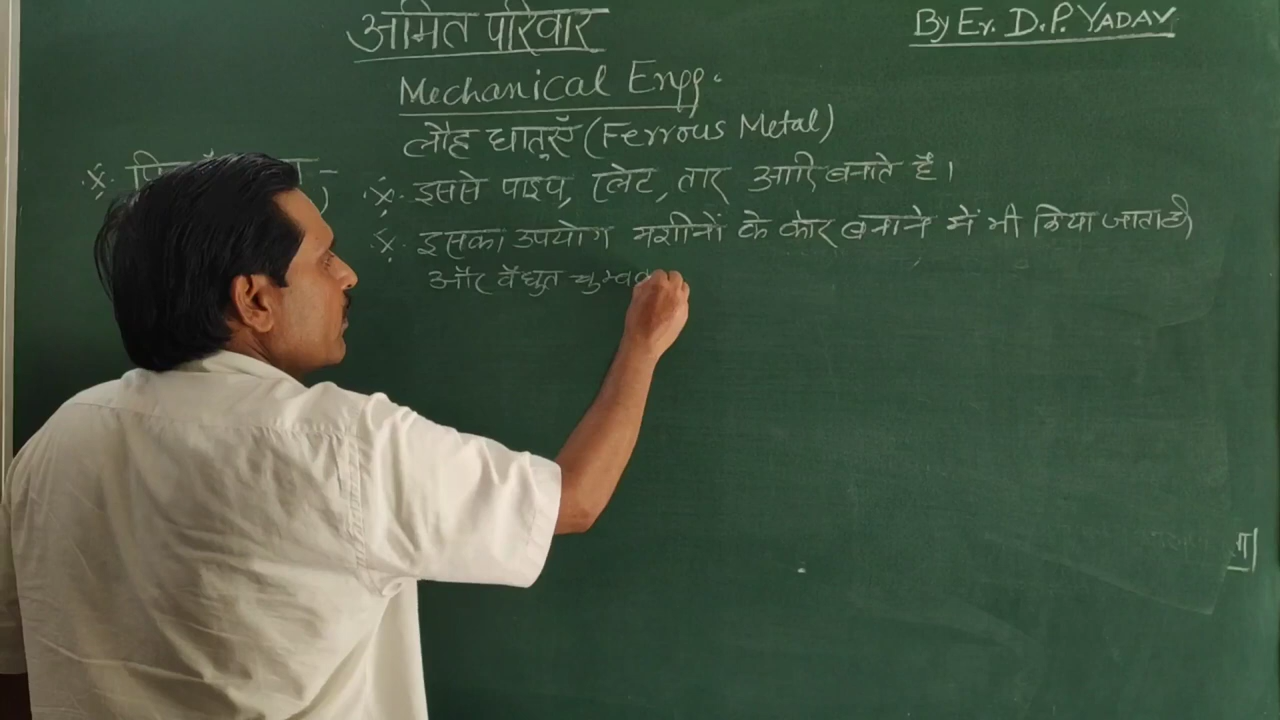 अमित परिवार
By Er. D.P. YADAV
Mechanical Engg.
लौह धातुएँ (Ferrous Metal)
इससे पाइप, प्लेट, तार आदि बनाते हैं।
इसका उपयोग मशीनों के कोर बनाने में भी किया जाता है
और वैद्युत चुम्बक